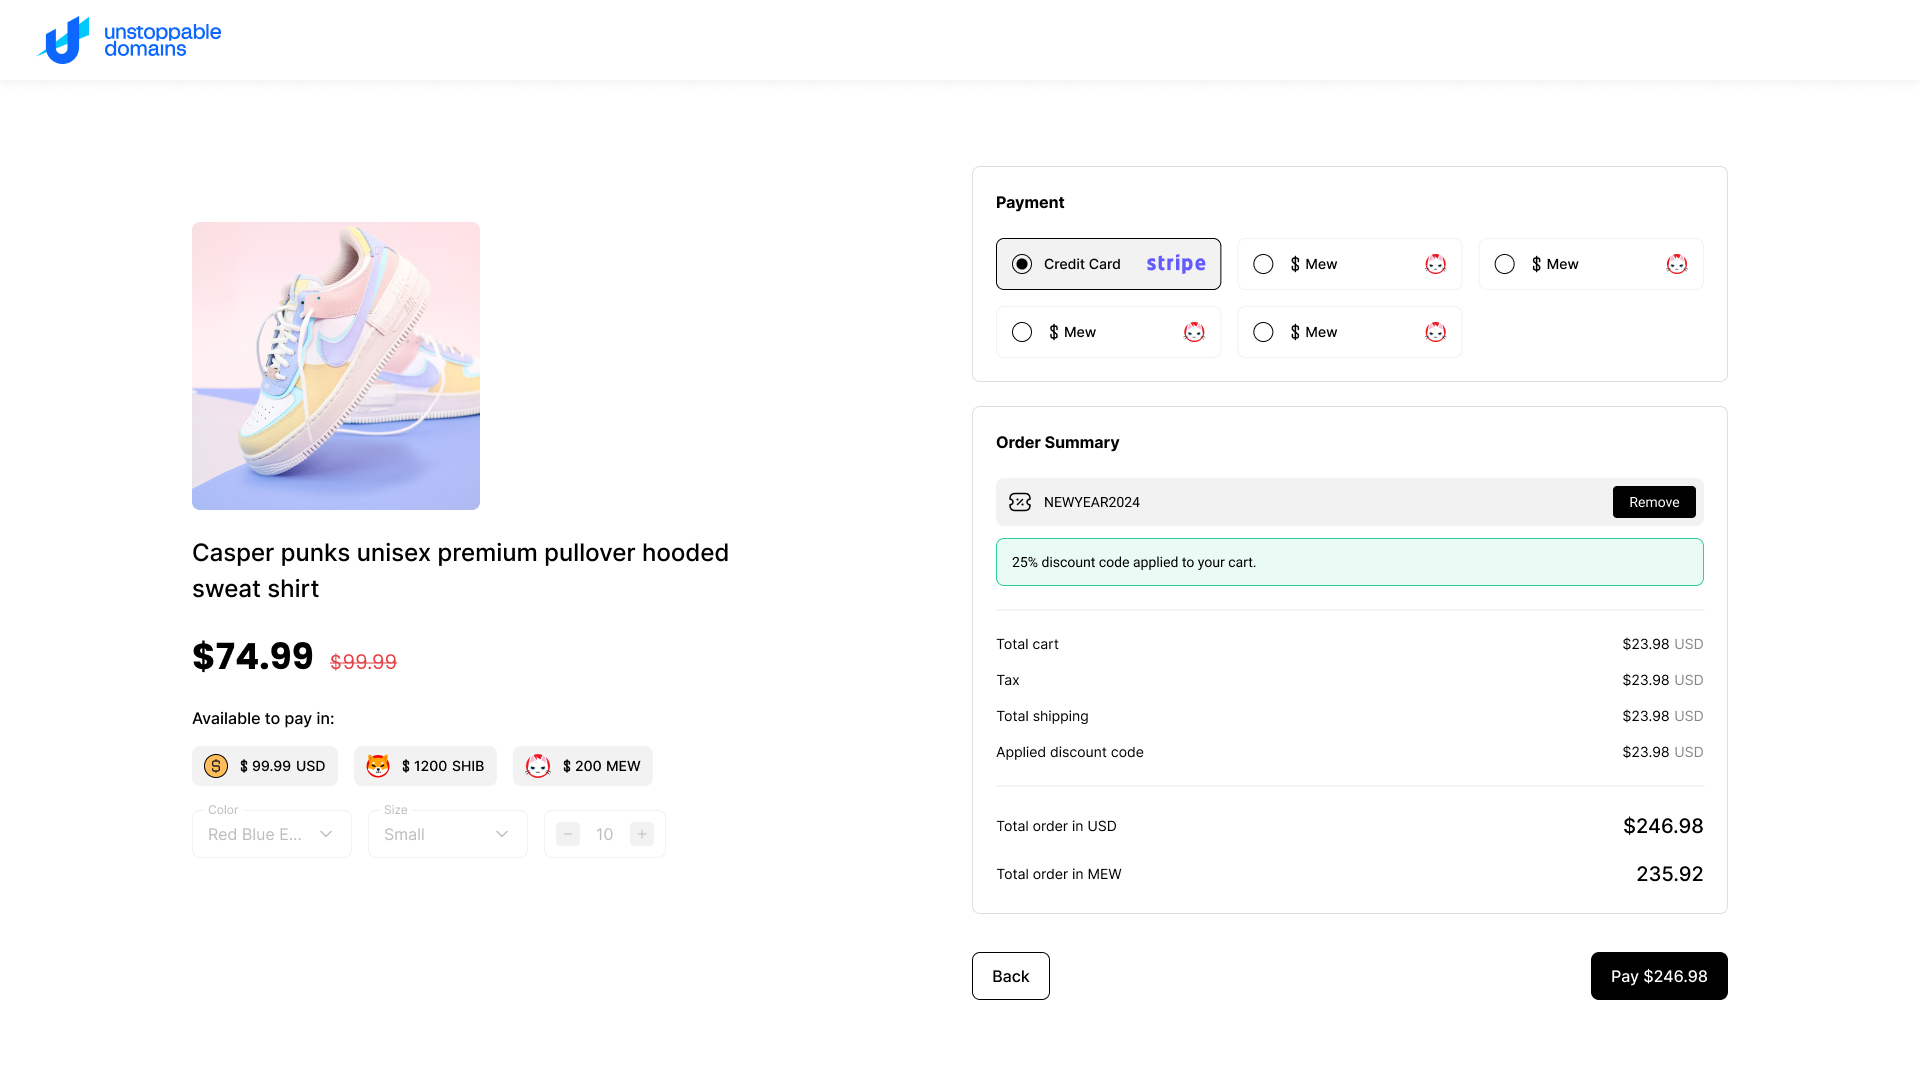 unstoppable
domains
Casper punks unisex premium pullover hooded
sweat shirt
$74.99 $99.99
Available to pay in:
$ 99.99 USD $ 1200 SHIB $ 200 MEW
Color Size
Red Blue E... Small 10
Payment
Credit Card stripe $ Mew $ Mew
$ Mew $ Mew
Order Summary
NEWYEAR2024 Remove
25% discount code applied to your cart.
Total cart $23.98 USD
Tax $23.98 USD
Total shipping $23.98 USD
Applied discount code $23.98 USD
Total order in USD $246.98
Total order in MEW 235.92
Back Pay $246.98